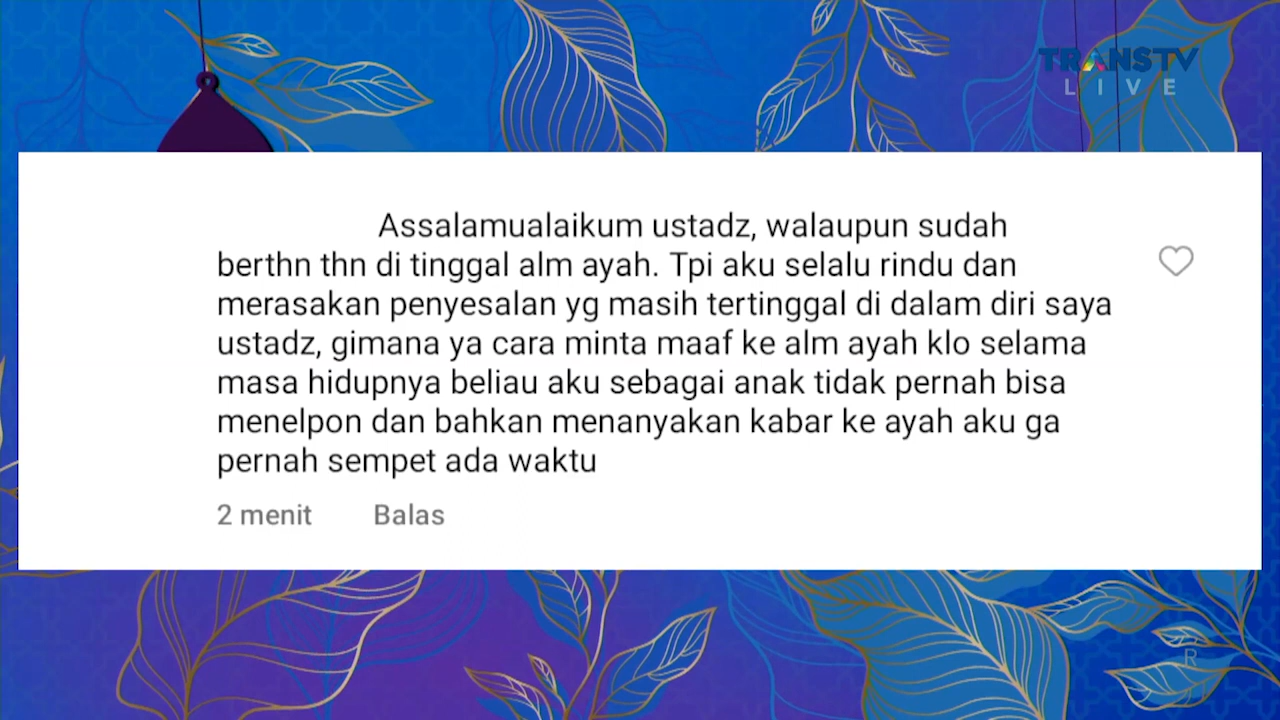 TRANSTV
LIVE
Assalamualaikum ustadz, walaupun sudah
berthn thn di tinggal alm ayah. Tpi aku selalu rindu dan
merasakan penyesalan yg masih tertinggal di dalam diri saya
ustadz, gimana ya cara minta maaf ke alm ayah klo selama
masa hidupnya beliau aku sebagai anak tidak pernah bisa
menelpon dan bahkan menanyakan kabar ke ayah aku ga
pernah sempet ada waktu
2 menit Balas
R